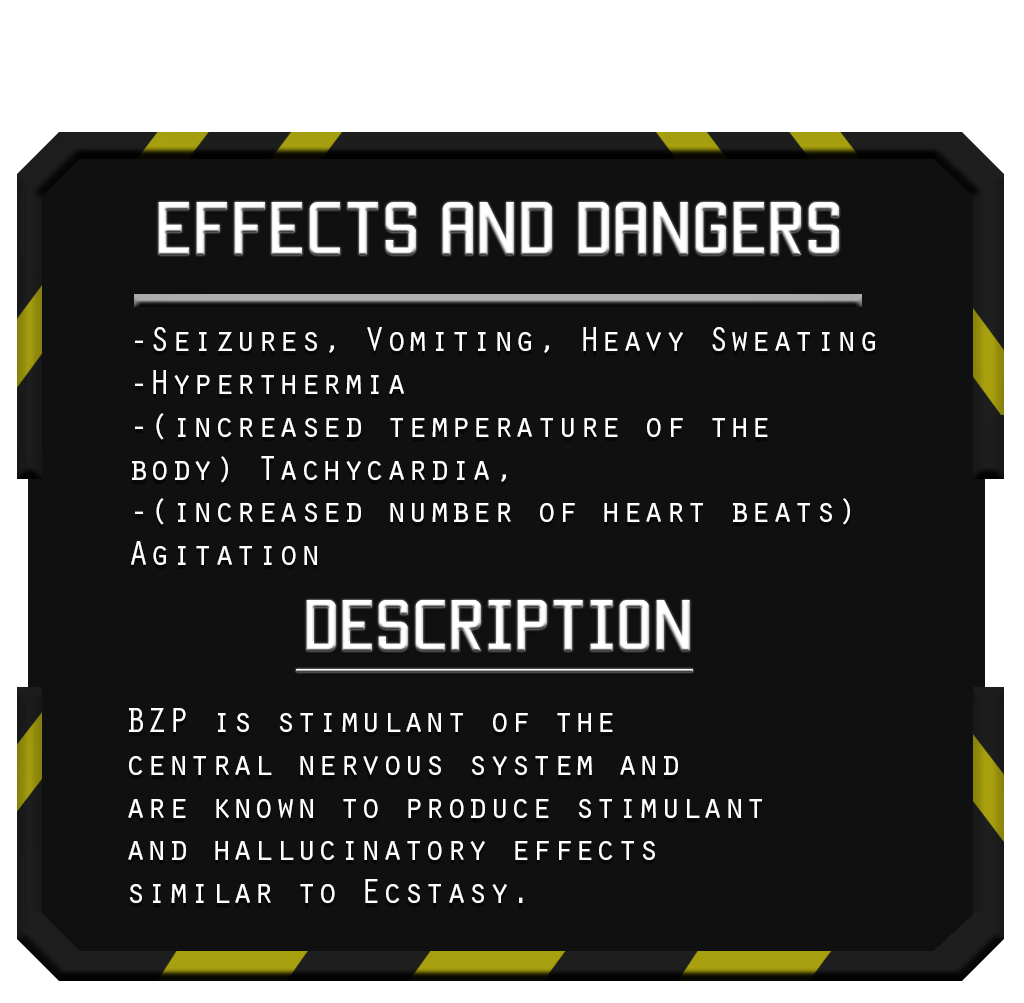 EFFECTS AND DANGERS
-Seizures, Vomiting, Heavy Sweating
-Hyperthermia
-(increased temperature of the
body) Tachycardia,
-(increased number of heart beats)
Agitation
DESCRIPTION
BZP is stimulant of the
central nervous system and
are known to produce stimulant
and hallucinatory effects
similar to Ecstasy.